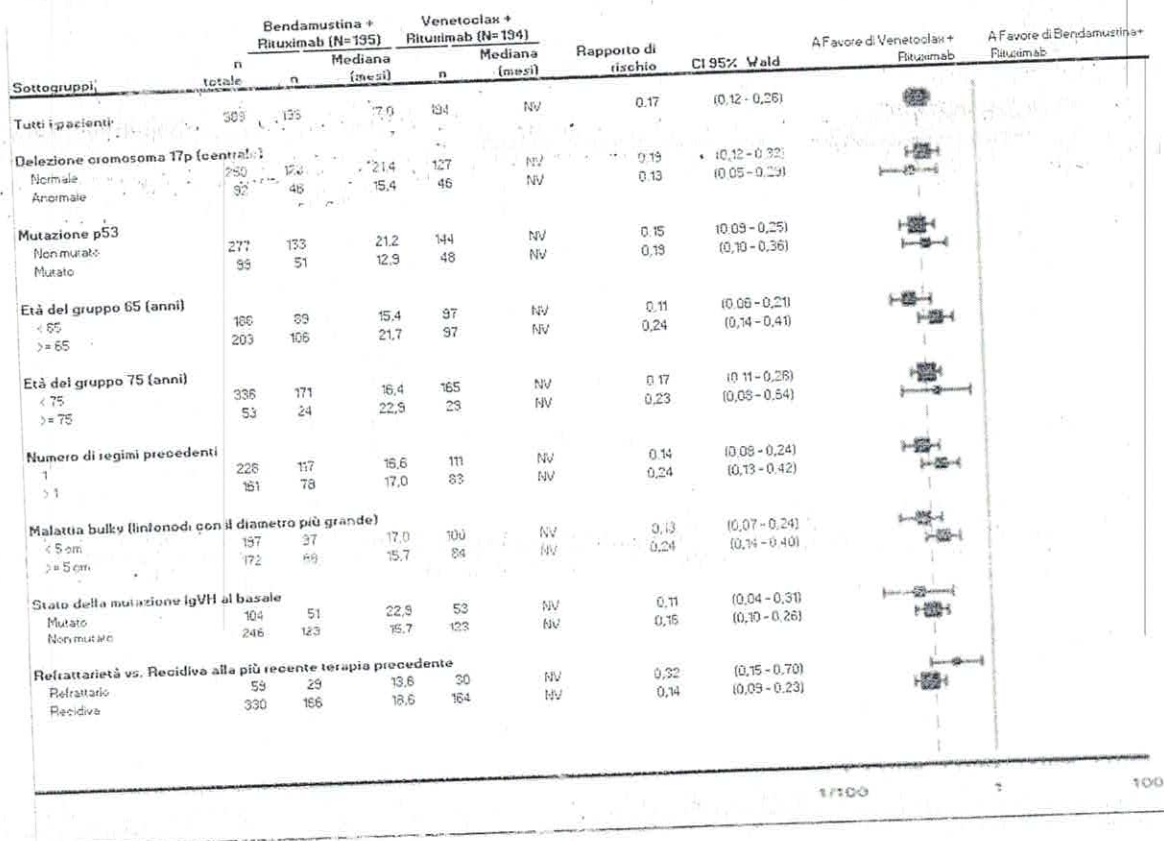 Bendamustina + Venetoclax +
Rituximab (N=195) Rituximab (N=194)
n Mediana Mediana Rapporto di A Favore di Venetoclax + A Favore di Bendamustina+
Sottogruppi totale n (mesi) n (mesi) rischio CI 95% Wald Rituximab Rituximab
Tutti i pazienti 17,0 194 NV 0.17 (0,12 - 0,26)
Delezione cromosoma 17p (centrale)
Normale 21,4 127 NV 0,19 (0,12 - 0,32)
Anormale 92 46 15,4 46 NV 0,13 (0,05 - 0,29)
Mutazione p53
Non mutato 277 133 21,2 144 NV 0,15 (0,09 - 0,25)
Mutato 99 51 12,9 48 NV 0,19 (0,10 - 0,36)
Età del gruppo 65 (anni)
< 65 186 89 15,4 97 NV 0,11 (0,06 - 0,21)
>= 65 203 106 21,7 97 NV 0,24 (0,14 - 0,41)
Età del gruppo 75 (anni)
< 75 336 171 16,4 165 NV 0,17 (0,11 - 0,26)
>= 75 53 24 22,9 29 NV 0,23 (0,08 - 0,64)
Numero di regimi precedenti
1 228 117 16,6 111 NV 0,14 (0,08 - 0,24)
> 1 161 78 17,0 83 NV 0,24 (0,13 - 0,42)
Malattia bulky (linfonodi con il diametro più grande)
< 5 cm 197 97 17,0 100 NV 0,13 (0,07 - 0,24)
>= 5 cm 172 88 15,7 84 NV 0,24 (0,14 - 0,40)
Stato della mutazione IgVH al basale
Mutato 104 51 22,9 53 NV 0,11 (0,04 - 0,31)
Non mutato 246 123 15,7 123 NV 0,16 (0,10 - 0,26)
Refrattarietà vs. Recidiva alla più recente terapia precedente
Refrattario 59 29 13,6 30 NV 0,32 (0,15 - 0,70)
Recidiva 330 166 18,6 164 NV 0,14 (0,09 - 0,23)
1/100 1 100